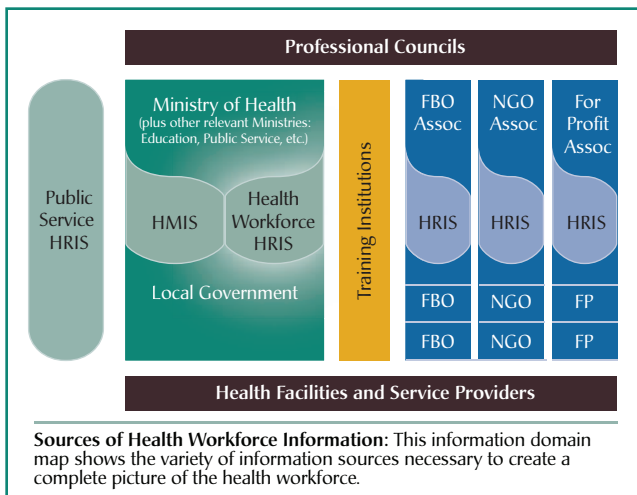 Professional Councils
Public
Service
HRIS
Ministry of Health
(plus other relevant Ministries:
Education, Public Service, etc.)
HMIS
Health
Workforce
HRIS
Local Government
Training Institutions
FBO
Assoc
HRIS
FBO
FBO
NGO
Assoc
HRIS
NGO
NGO
For
Profit
Assoc
HRIS
FP
FP
Health Facilities and Service Providers
Sources of Health Workforce Information: This information domain
map shows the variety of information sources necessary to create a
complete picture of the health workforce.